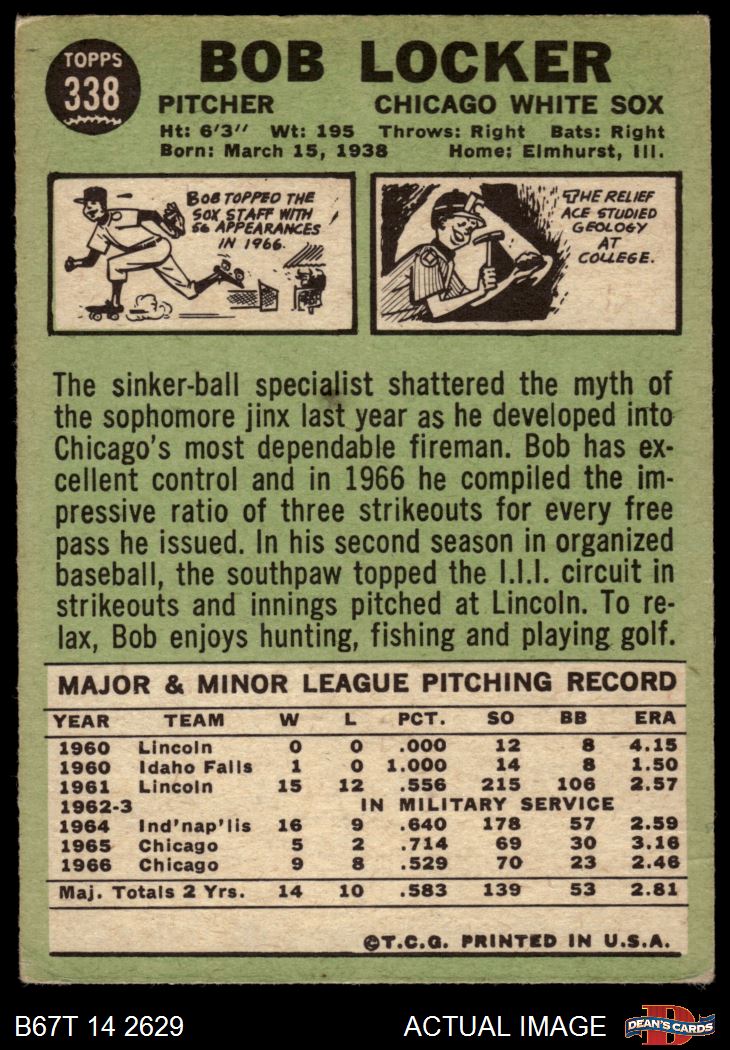 TOPPS
338
BOB LOCKER
PITCHER CHICAGO WHITE SOX
Ht: 6'3" Wt: 195 Throws: Right Bats: Right
Born: March 15, 1938 Home: Elmhurst, Ill.
BOB TOPPED THE
SOX STAFF WITH
56 APPEARANCES
IN 1966.
THE RELIEF
ACE STUDIED
GEOLOGY
AT
COLLEGE.
The sinker-ball specialist shattered the myth of
the sophomore jinx last year as he developed into
Chicago's most dependable fireman. Bob has ex-
cellent control and in 1966 he compiled the im-
pressive ratio of three strikeouts for every free
pass he issued. In his second season in organized
baseball, the southpaw topped the I.I.I. circuit in
strikeouts and innings pitched at Lincoln. To re-
lax, Bob enjoys hunting, fishing and playing golf.
MAJOR & MINOR LEAGUE PITCHING RECORD
YEAR TEAM W L PCT. SO BB ERA
1960 Lincoln 0 0 .000 12 8 4.15
1960 Idaho Falls 1 0 1.000 14 8 1.50
1961 Lincoln 15 12 .556 215 106 2.57
1962-3 IN MILITARY SERVICE
1964 Ind'nap'lis 16 9 .640 178 57 2.59
1965 Chicago 5 2 .714 69 30 3.16
1966 Chicago 9 8 .529 70 23 2.46
Maj. Totals 2 Yrs. 14 10 .583 139 53 2.81
©T.C.G. PRINTED IN U.S.A.
B67T 14 2629 ACTUAL IMAGE
DEAN'S CARDS